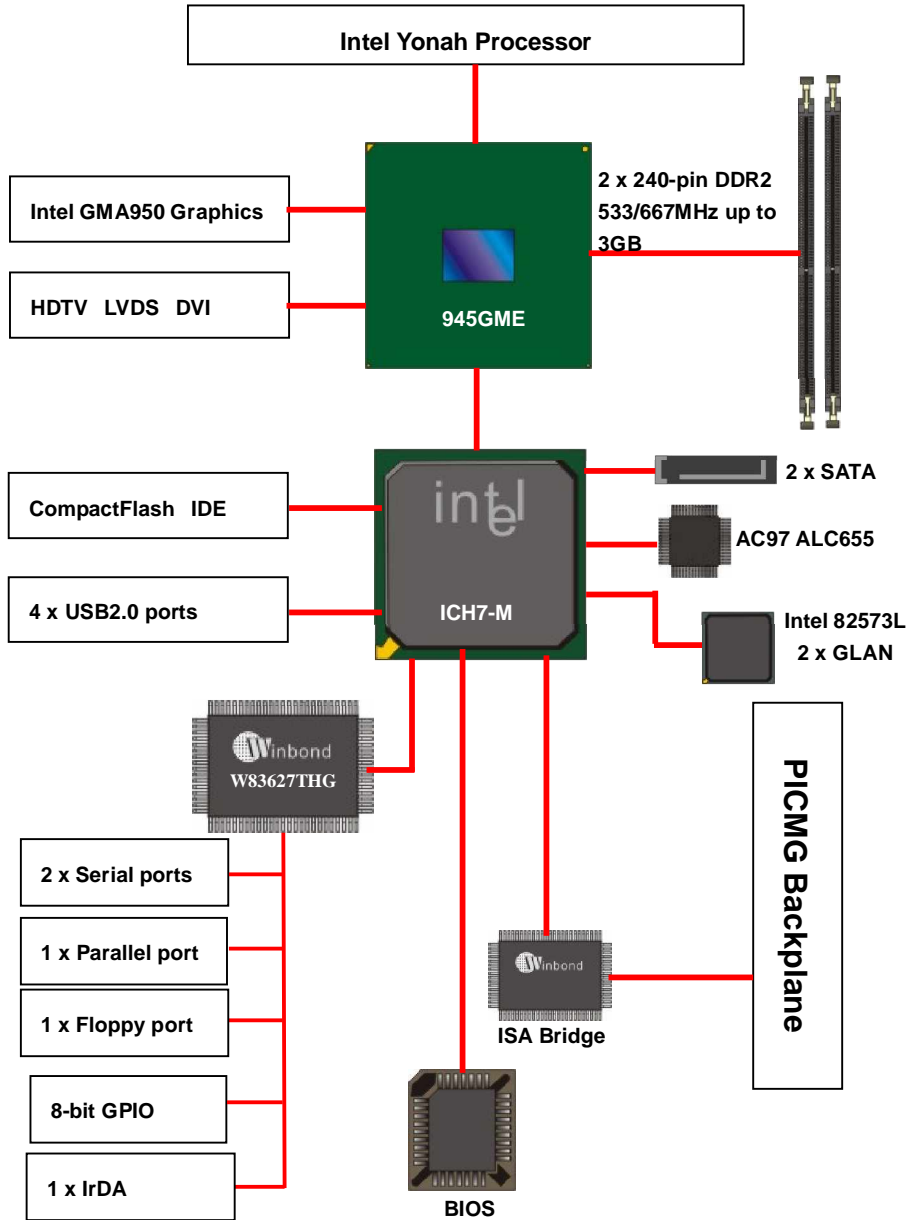 Intel Yonah Processor
2 x 240-pin DDR2
533/667MHz up to
3GB
Intel GMA950 Graphics
HDTV LVDS DVI
945GME
intel
ICH7-M
CompactFlash IDE
4 x USB2.0 ports
2 x SATA
AC97 ALC655
Intel 82573L
2 x GLAN
Winbond
W83627THG
2 x Serial ports
1 x Parallel port
1 x Floppy port
8-bit GPIO
1 x IrDA
Winbond
ISA Bridge
PICMG Backplane
BIOS